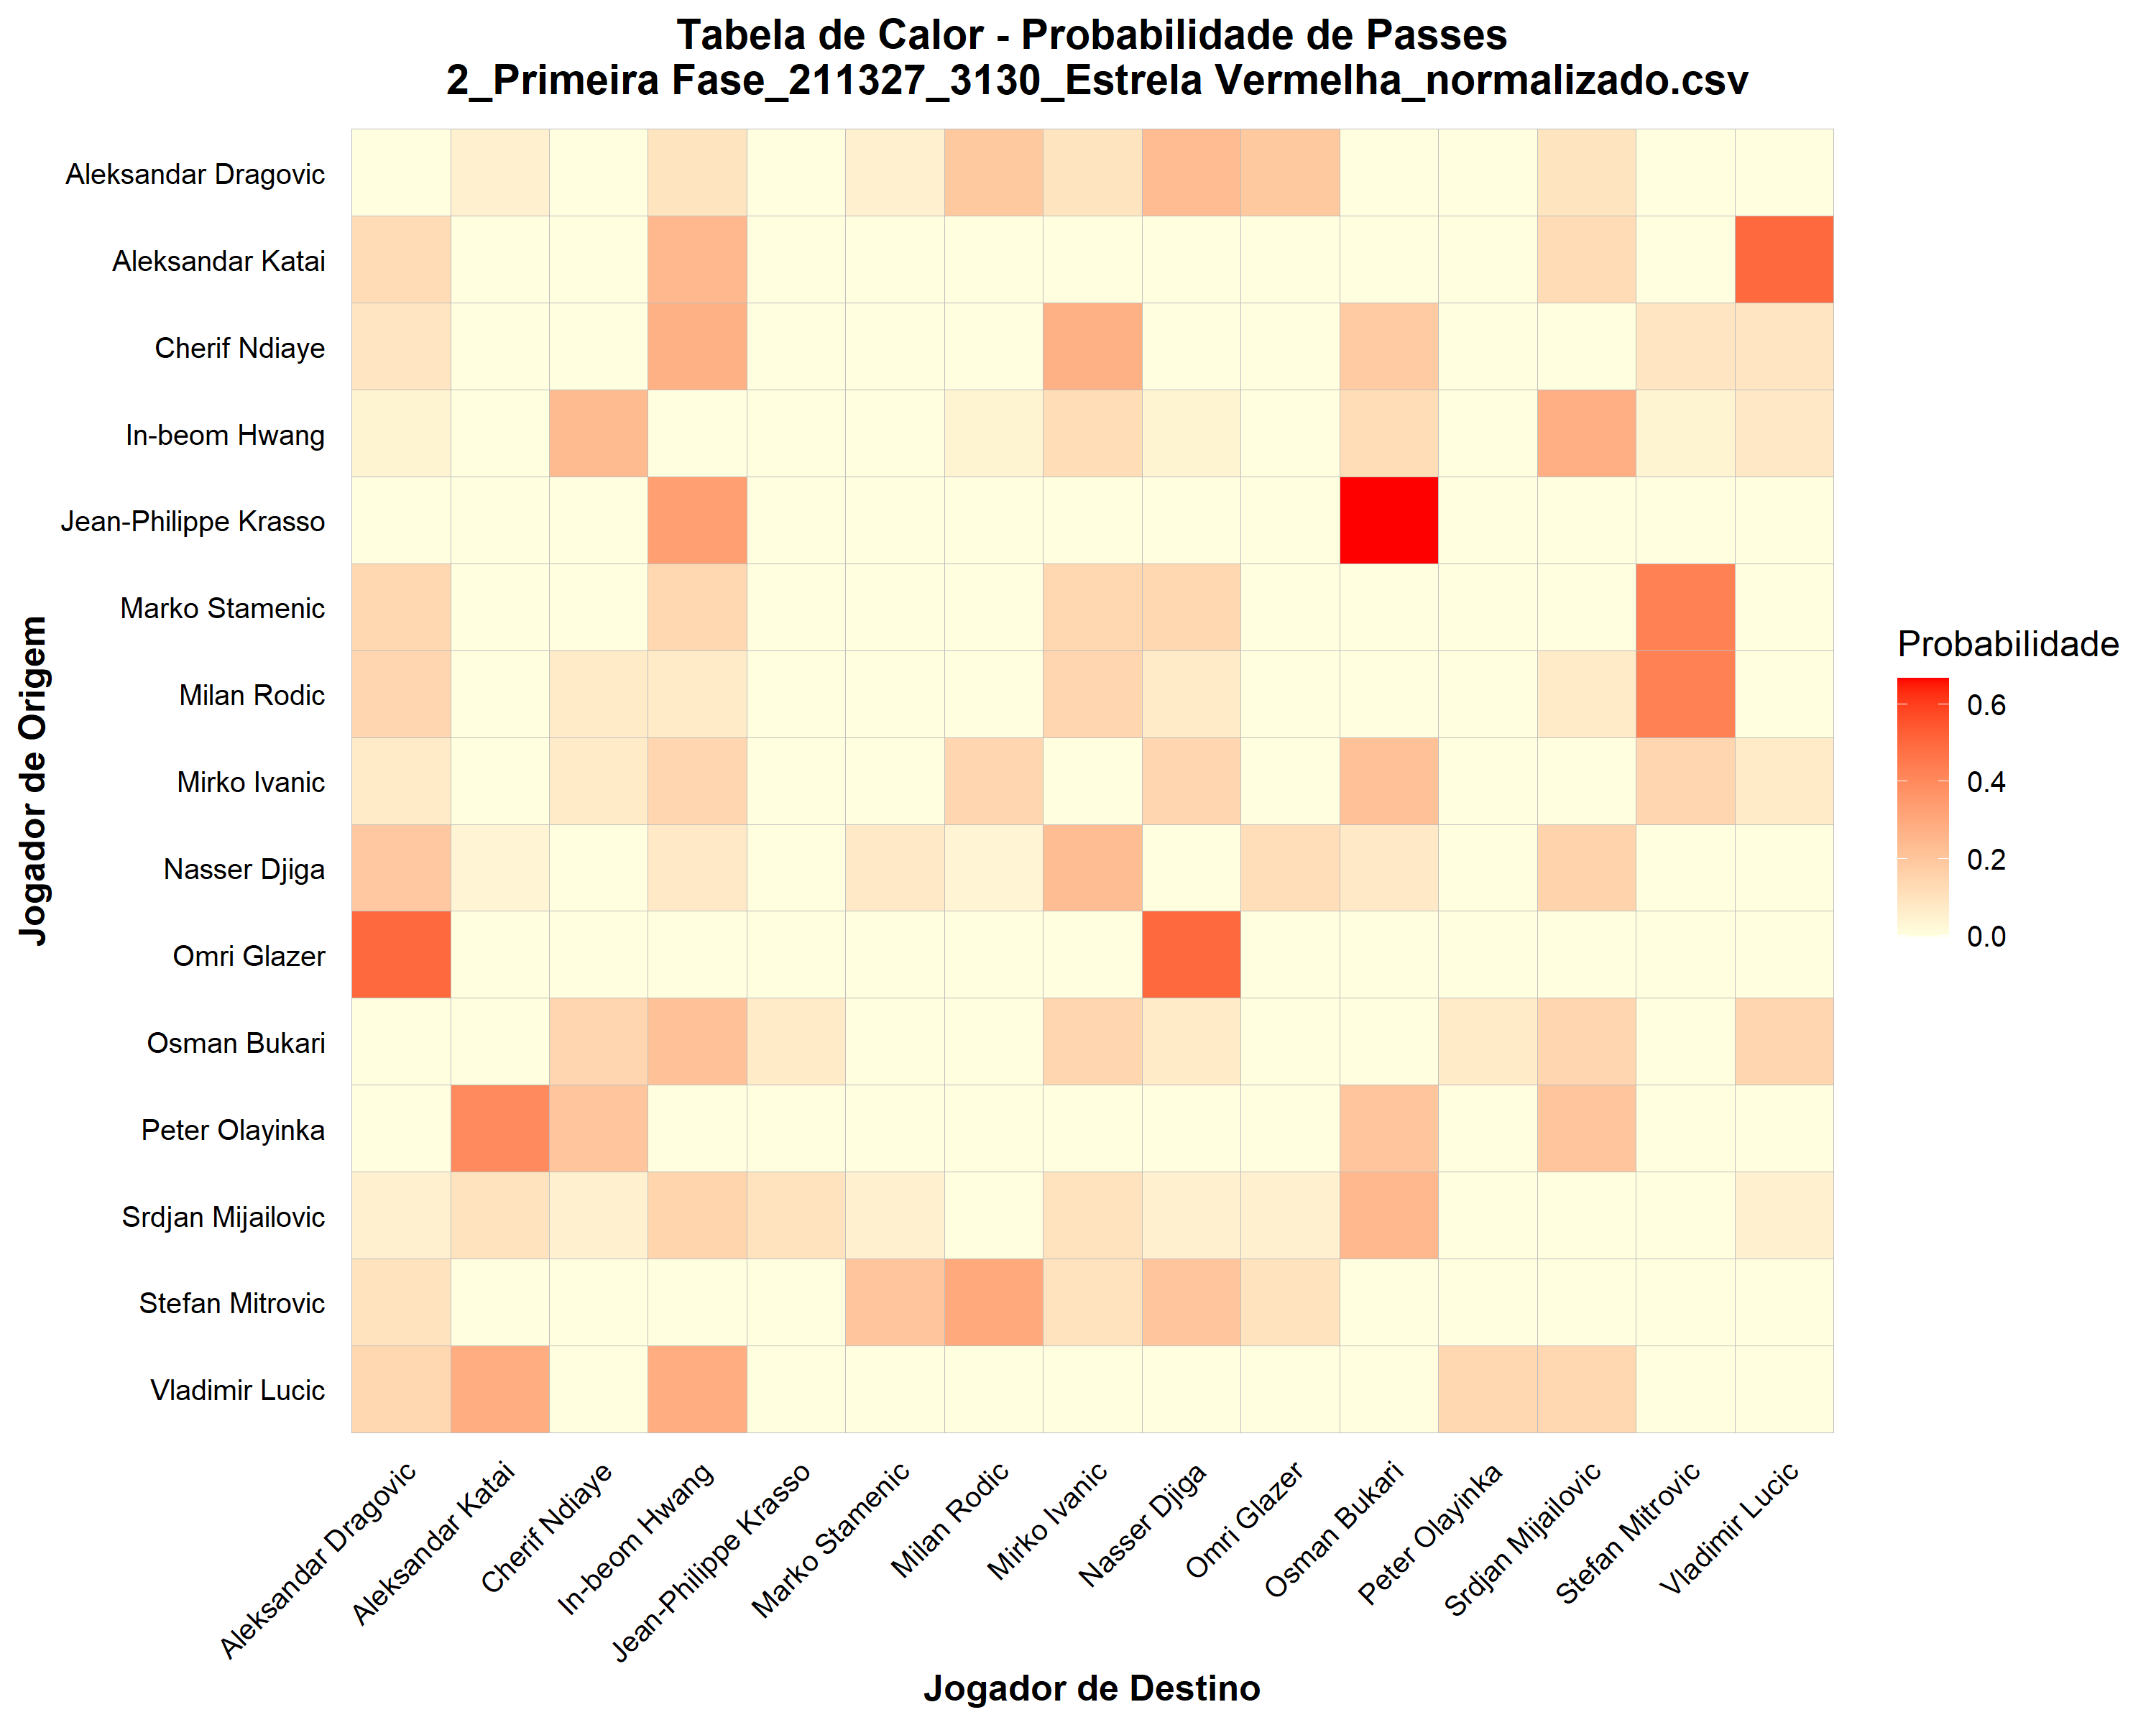 Tabela de Calor - Probabilidade de Passes
2_Primeira Fase_211327_3130_Estrela Vermelha_normalizado.csv
Jogador de Origem
Aleksandar Dragovic
Aleksandar Katai
Cherif Ndiaye
In-beom Hwang
Jean-Philippe Krasso
Marko Stamenic
Milan Rodic
Mirko Ivanic
Nasser Djiga
Omri Glazer
Osman Bukari
Peter Olayinka
Srdjan Mijailovic
Stefan Mitrovic
Vladimir Lucic
Aleksandar Dragovic
Aleksandar Katai
Cherif Ndiaye
In-beom Hwang
Jean-Philippe Krasso
Marko Stamenic
Milan Rodic
Mirko Ivanic
Nasser Djiga
Omri Glazer
Osman Bukari
Peter Olayinka
Srdjan Mijailovic
Stefan Mitrovic
Vladimir Lucic
Jogador de Destino
Probabilidade
0.6
0.4
0.2
0.0